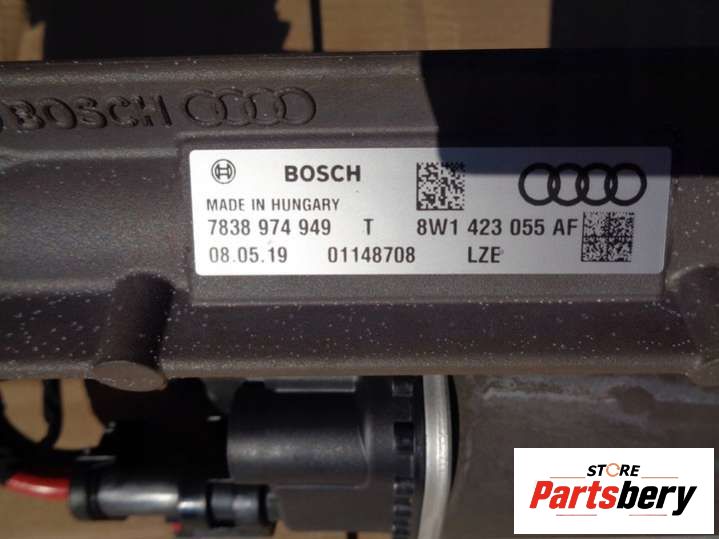 BOSCH
BOSCH
MADE IN HUNGARY
7838 974 949 T 8W1 423 055 AF
08.05.19 01148708 LZE
STORE
Partsbery